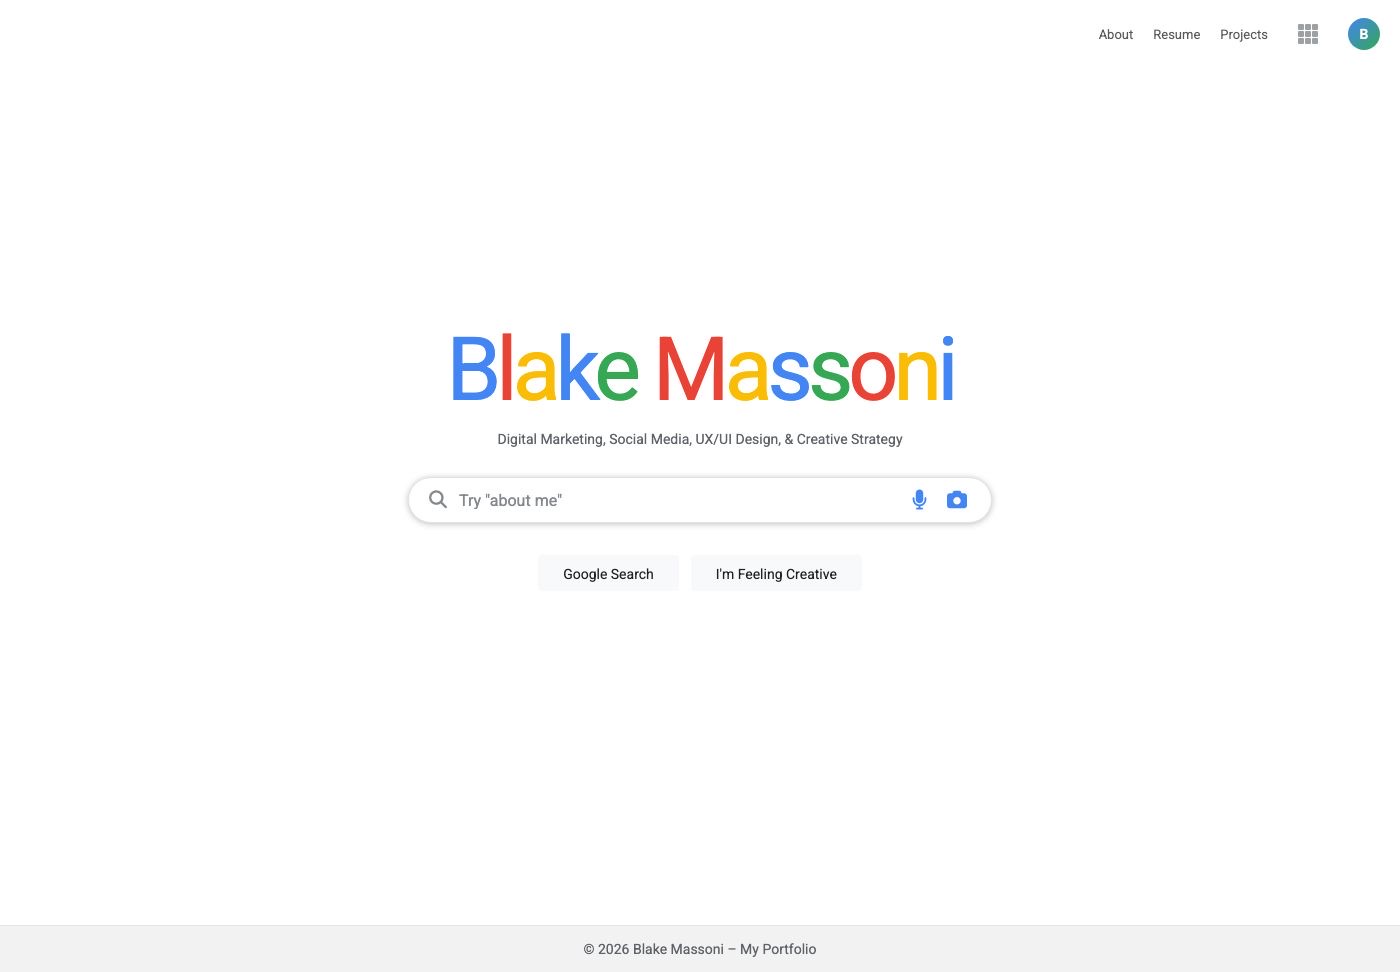 About Resume Projects B
Blake Massoni
Digital Marketing, Social Media, UX/UI Design, & Creative Strategy
Try "about me"
Google Search I'm Feeling Creative
© 2026 Blake Massoni – My Portfolio